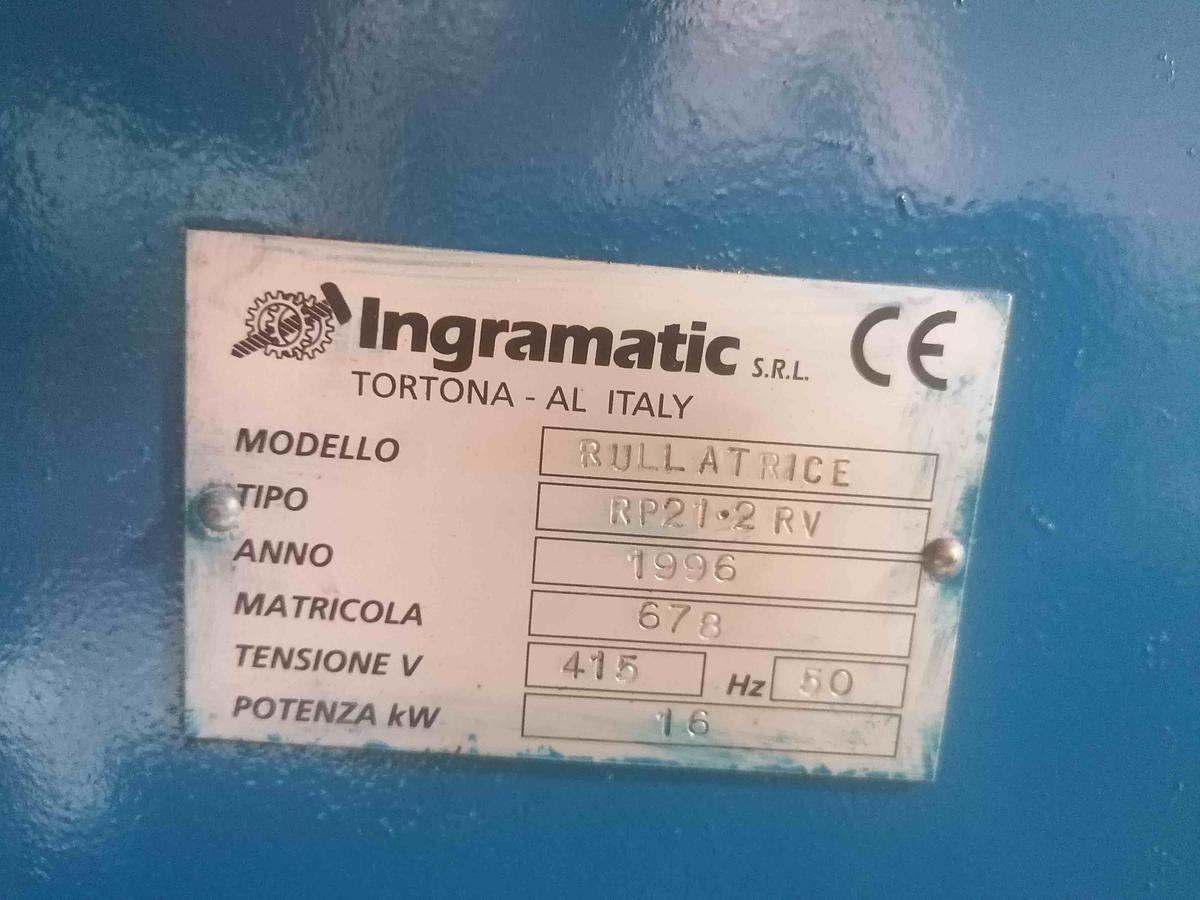 Ingramatic S.R.L. CE
TORTONA - AL ITALY
MODELLO RULLATRICE
TIPO RP21·2 RV
ANNO 1996
MATRICOLA 678
TENSIONE V 415 Hz 50
POTENZA kW 16